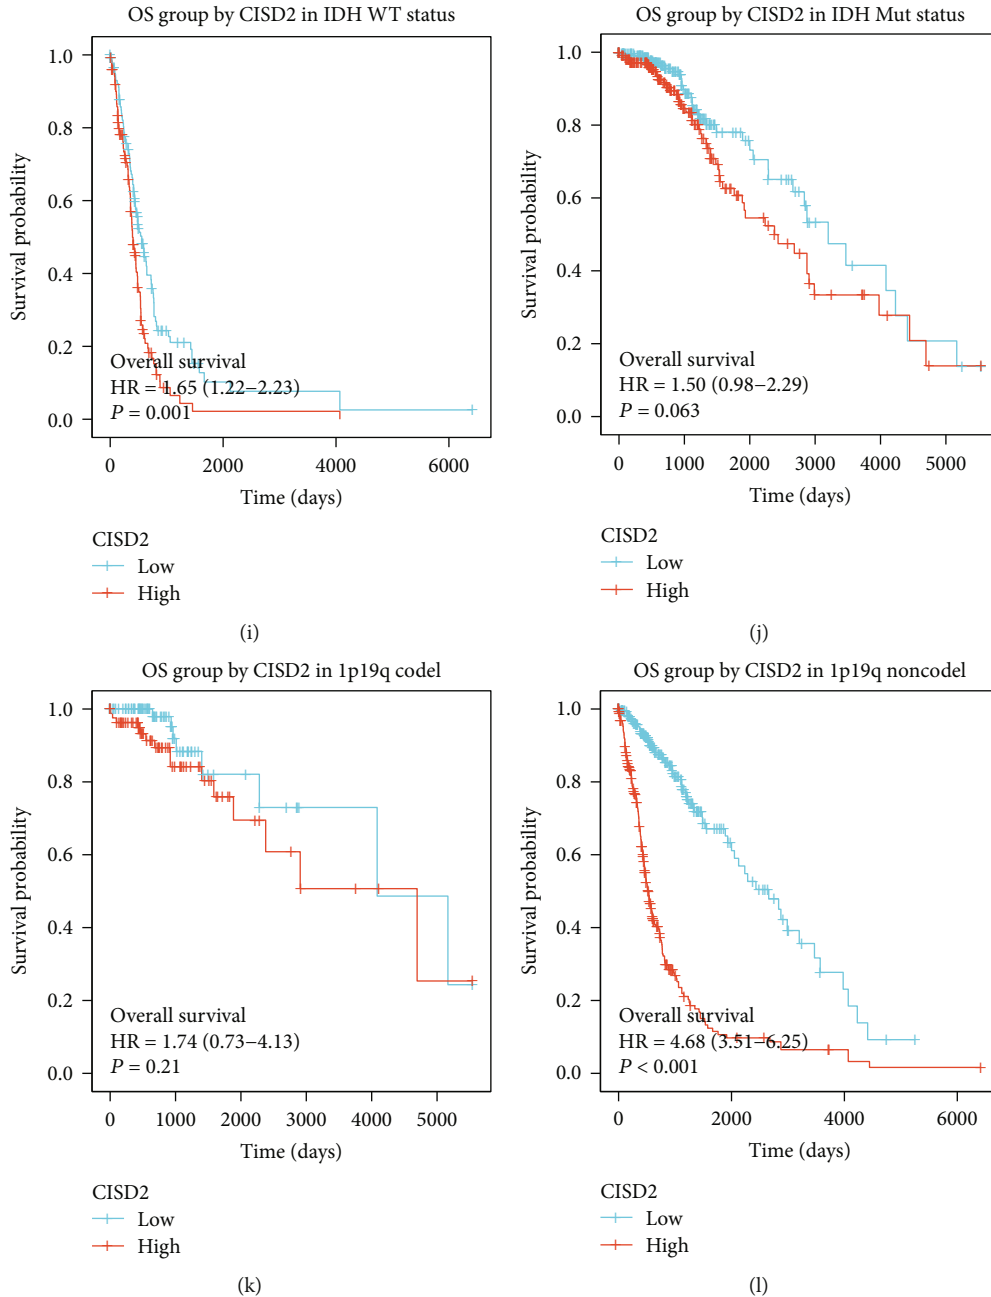 OS group by CISD2 in IDH WT status
1.0
0.8
0.6
0.4
0.2
0.0
Survival probability
Overall survival
HR = 1.65 (1.22–2.23)
P = 0.001
0 2000 4000 6000
Time (days)
CISD2
Low
High
(i)
OS group by CISD2 in IDH Mut status
1.0
0.8
0.6
0.4
0.2
0.0
Survival probability
Overall survival
HR = 1.50 (0.98–2.29)
P = 0.063
0 1000 2000 3000 4000 5000
Time (days)
CISD2
Low
High
(j)
OS group by CISD2 in 1p19q codel
1.0
0.8
0.6
0.4
0.2
0.0
Survival probability
Overall survival
HR = 1.74 (0.73–4.13)
P = 0.21
0 1000 2000 3000 4000 5000
Time (days)
CISD2
Low
High
(k)
OS group by CISD2 in 1p19q noncodel
1.0
0.8
0.6
0.4
0.2
0.0
Survival probability
Overall survival
HR = 4.68 (3.51–6.25)
P < 0.001
0 2000 4000 6000
Time (days)
CISD2
Low
High
(l)